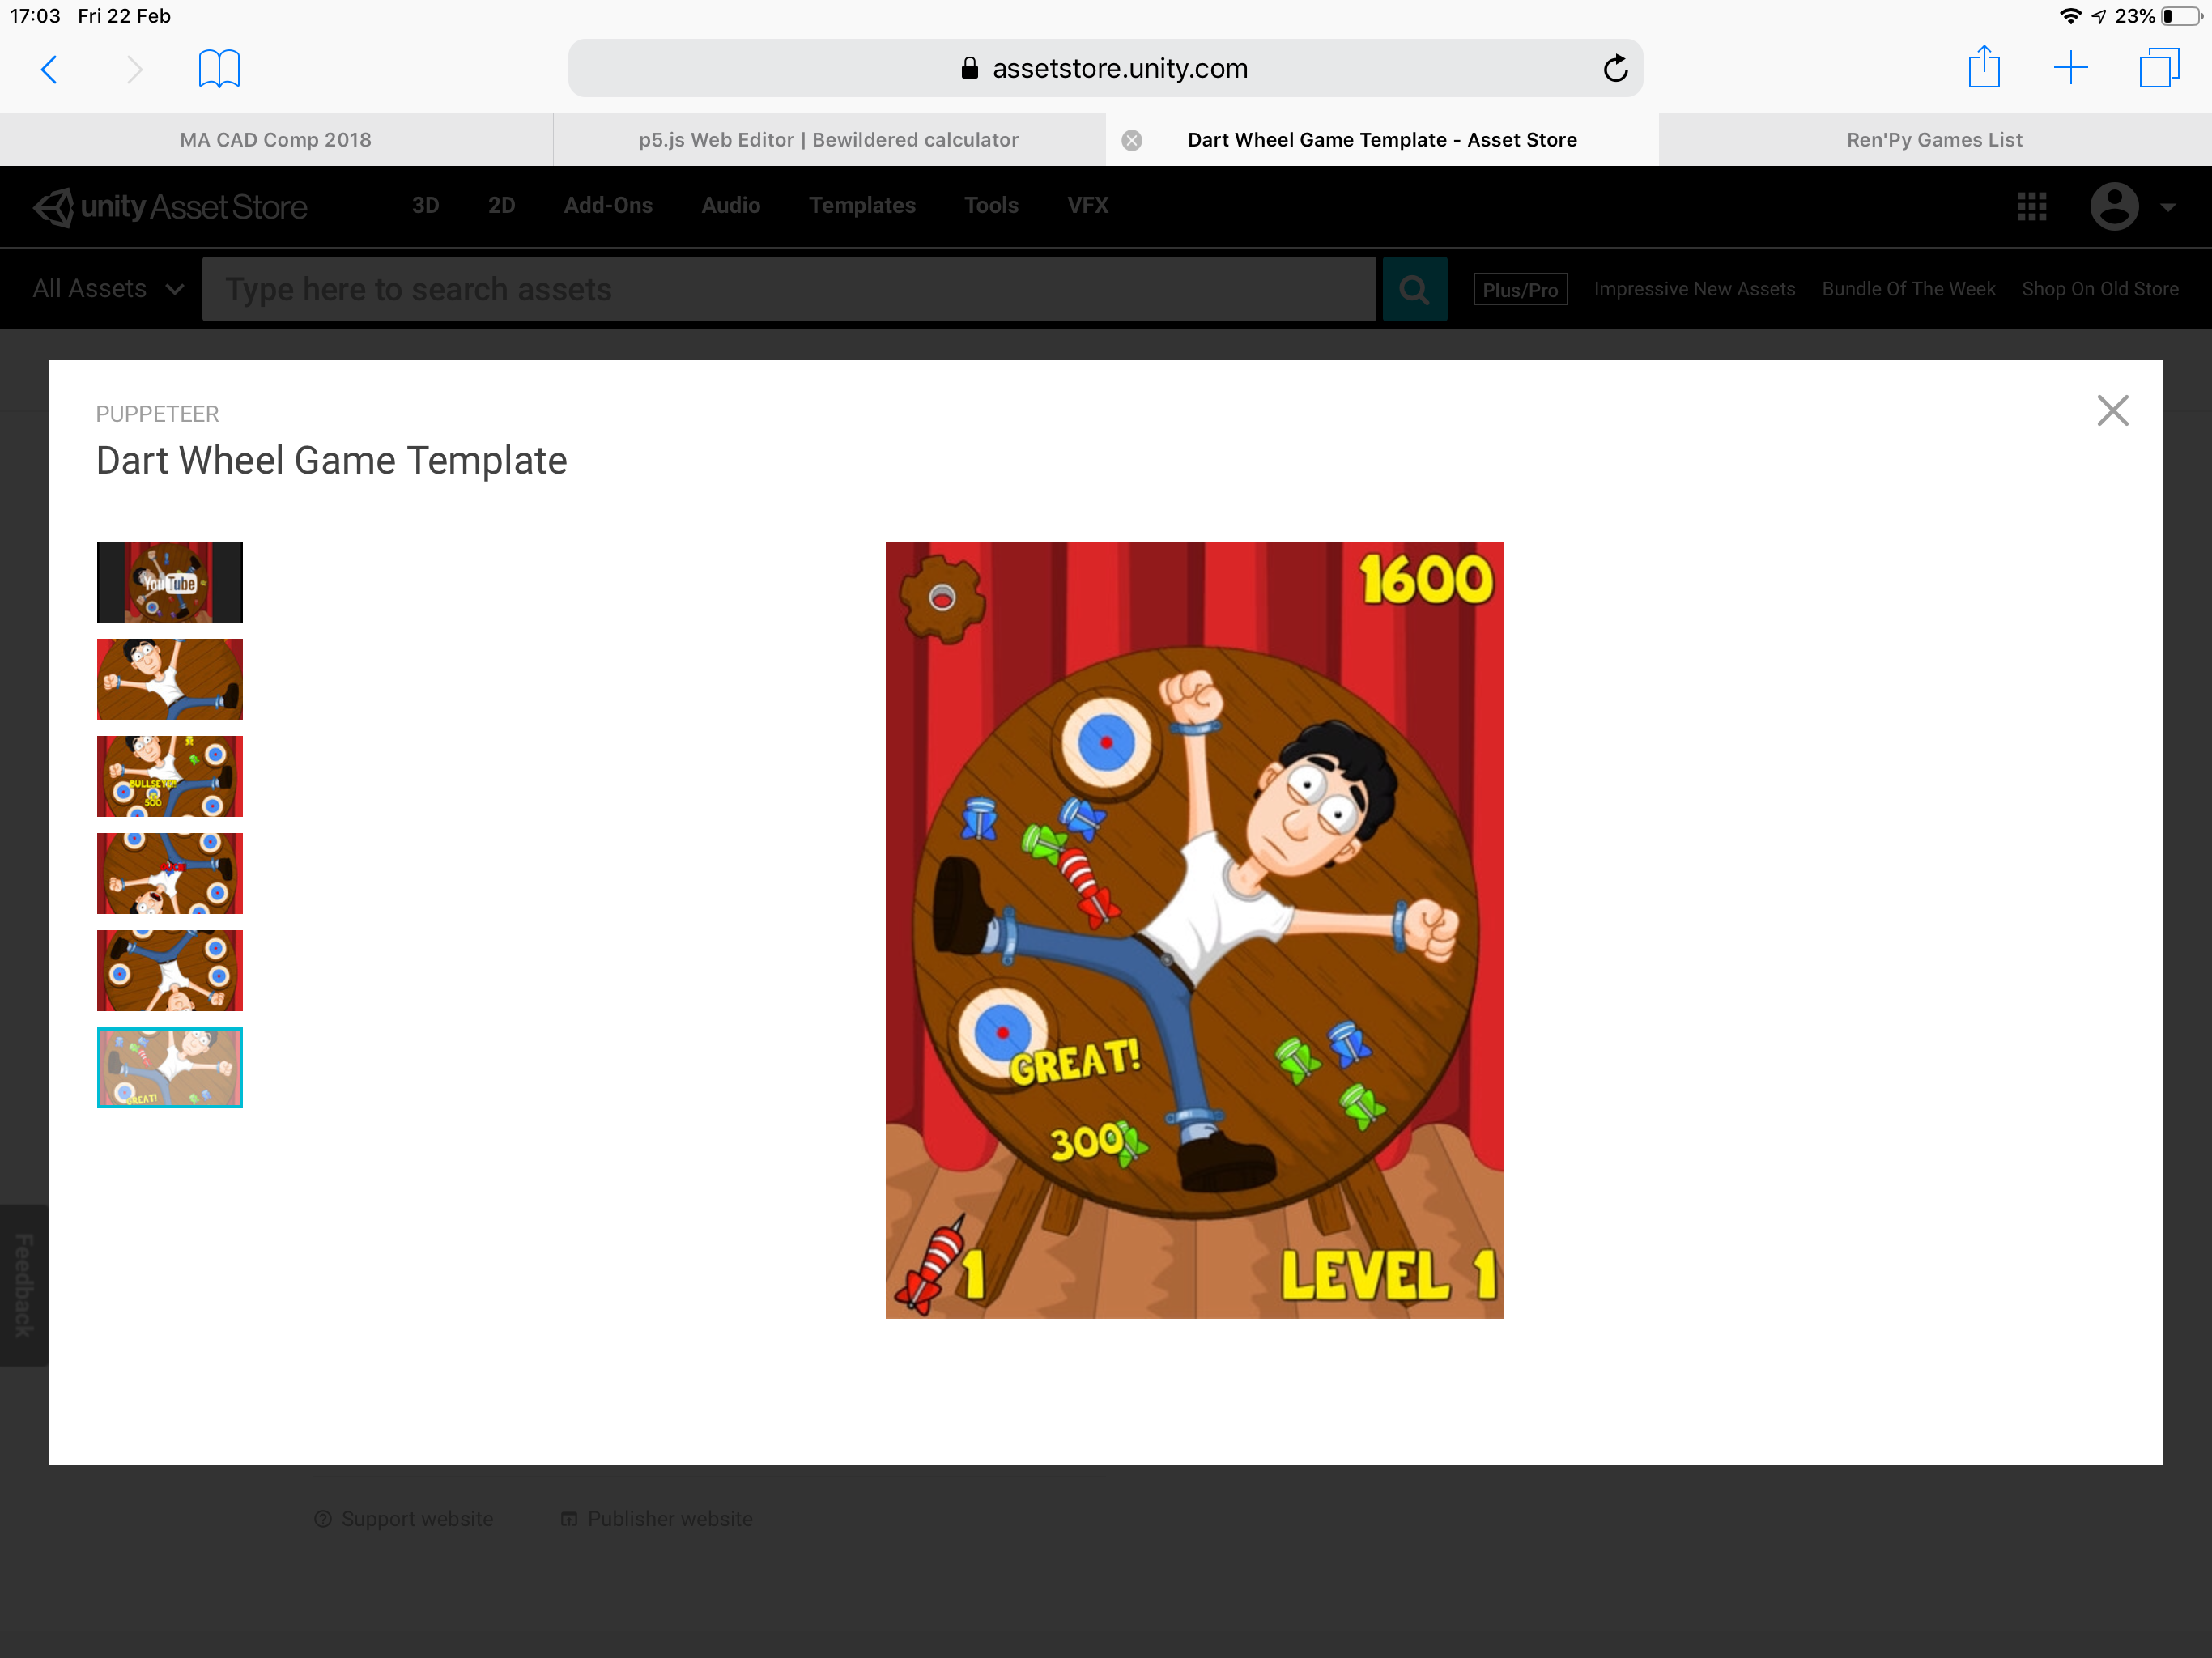 17:03 Fri 22 Feb
23%
assetstore.unity.com
MA CAD Comp 2018
p5.js Web Editor | Bewildered calculator
Dart Wheel Game Template - Asset Store
Ren'Py Games List
unity Asset Store
3D
2D
Add-Ons
Audio
Templates
Tools
VFX
All Assets
Type here to search assets
Plus/Pro
Impressive New Assets
Bundle Of The Week
Shop On Old Store
PUPPETEER
Dart Wheel Game Template
YouTube
BULLSEYE!
500
GREAT!
1600
GREAT!
300
1
LEVEL 1
Feedback
Support website
Publisher website